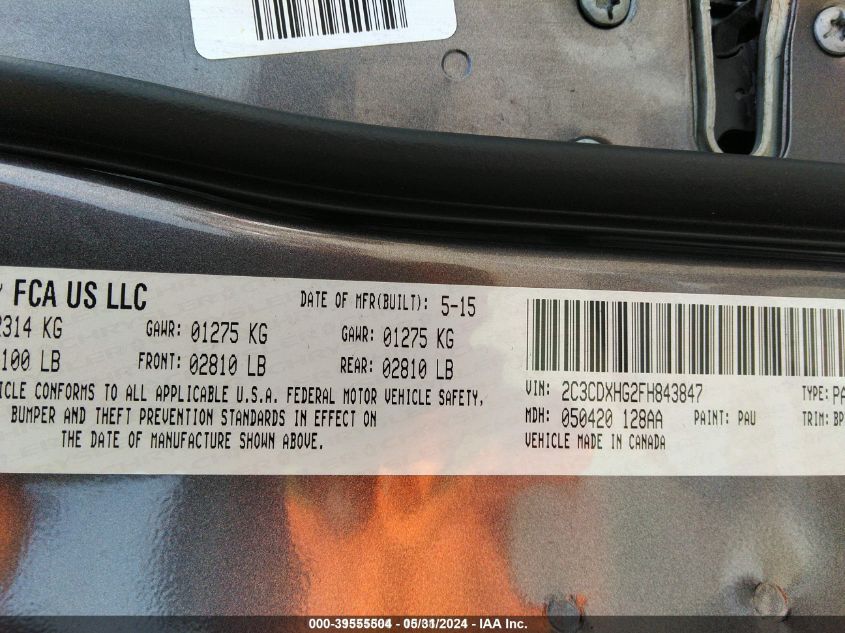 FCA US LLC DATE OF MFR(BUILT): 5-15
2314 KG GAWR: 01275 KG GAWR: 01275 KG
100 LB FRONT: 02810 LB REAR: 02810 LB
HICLE CONFORMS TO ALL APPLICABLE U.S.A. FEDERAL MOTOR VEHICLE SAFETY,
BUMPER AND THEFT PREVENTION STANDARDS IN EFFECT ON
THE DATE OF MANUFACTURE SHOWN ABOVE.
VIN: 2C3CDXHG2FH843847 TYPE: PA
MDH: 050420 128AA PAINT: PAU TRIM: BP
VEHICLE MADE IN CANADA
000-39555504 - 05/31/2024 - IAA Inc.